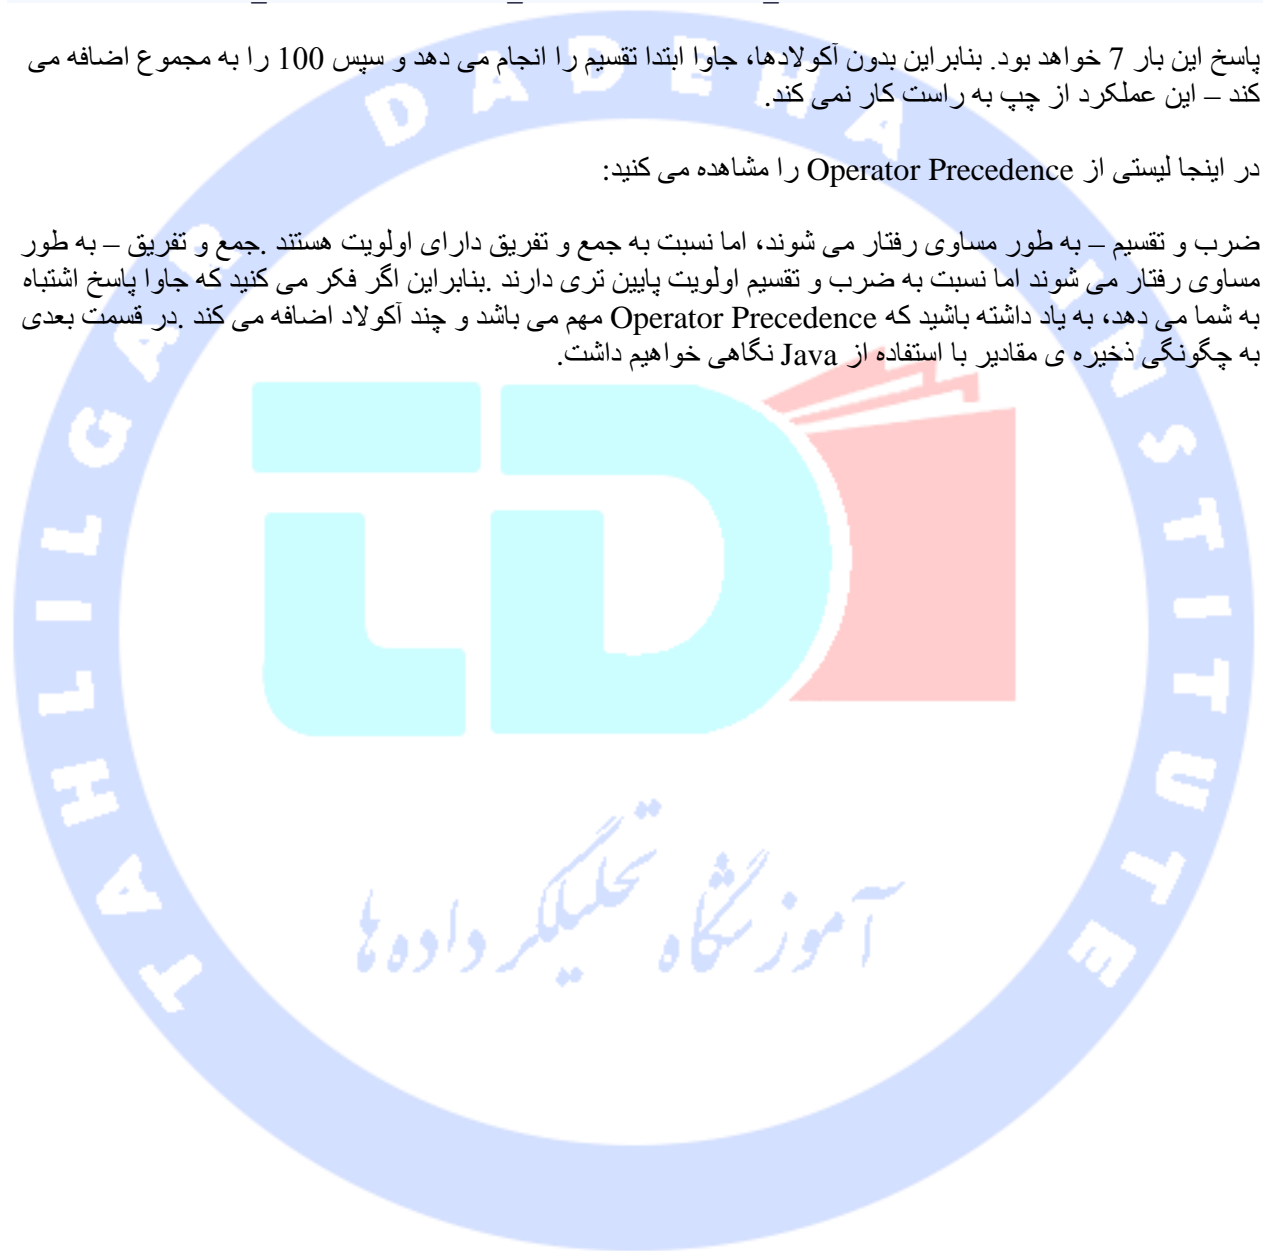 پاسخ این بار 7 خواهد بود. بنابراین بدون آکولادها، جاوا ابتدا تقسیم را انجام می دهد و سپس 100 را به مجموع اضافه می
کند – این عملکرد از چپ به راست کار نمی کند.
در اینجا لیستی از Operator Precedence را مشاهده می کنید:
ضرب و تقسیم – به طور مساوی رفتار می شوند، اما نسبت به جمع و تفریق دارای اولویت هستند .جمع و تفریق – به طور
مساوی رفتار می شوند اما نسبت به ضرب و تقسیم اولویت پایین تری دارند .بنابراین اگر فکر می کنید که جاوا پاسخ اشتباه
به شما می دهد، به یاد داشته باشید که Operator Precedence مهم می باشد و چند آکولاد اضافه می کند .در قسمت بعدی
به چگونگی ذخیره ی مقادیر با استفاده از Java نگاهی خواهیم داشت.
TAHLILGAR DADEHA INSTITUTE
آموزشگاه تحلیلگر داده ها